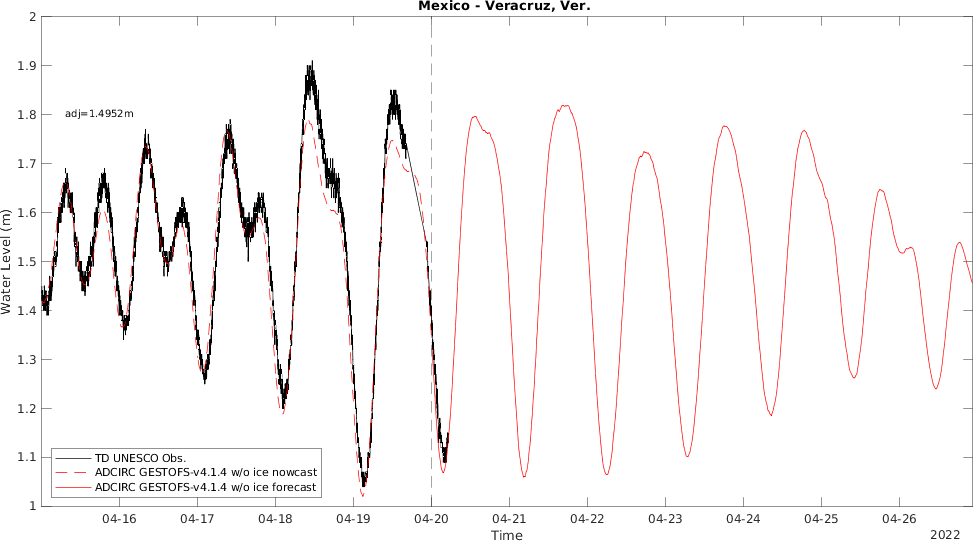 Mexico - Veracruz, Ver.
2
1.9
1.8
1.7
1.6
1.5
1.4
1.3
1.2
1.1
1
Water Level (m)
adj=1.4952m
TD UNESCO Obs.
ADCIRC GESTOFS-v4.1.4 w/o ice nowcast
ADCIRC GESTOFS-v4.1.4 w/o ice forecast
04-16 04-17 04-18 04-19 04-20 04-21 04-22 04-23 04-24 04-25 04-26
Time
2022